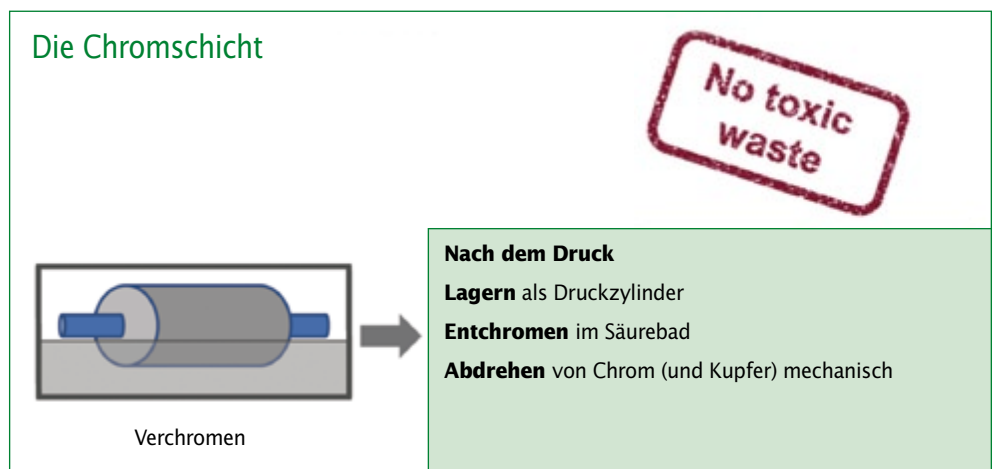 Die Chromschicht
No toxic
waste
Nach dem Druck
Lagern als Druckzylinder
Entchromen im Säurebad
Abdrehen von Chrom (und Kupfer) mechanisch
Verchromen